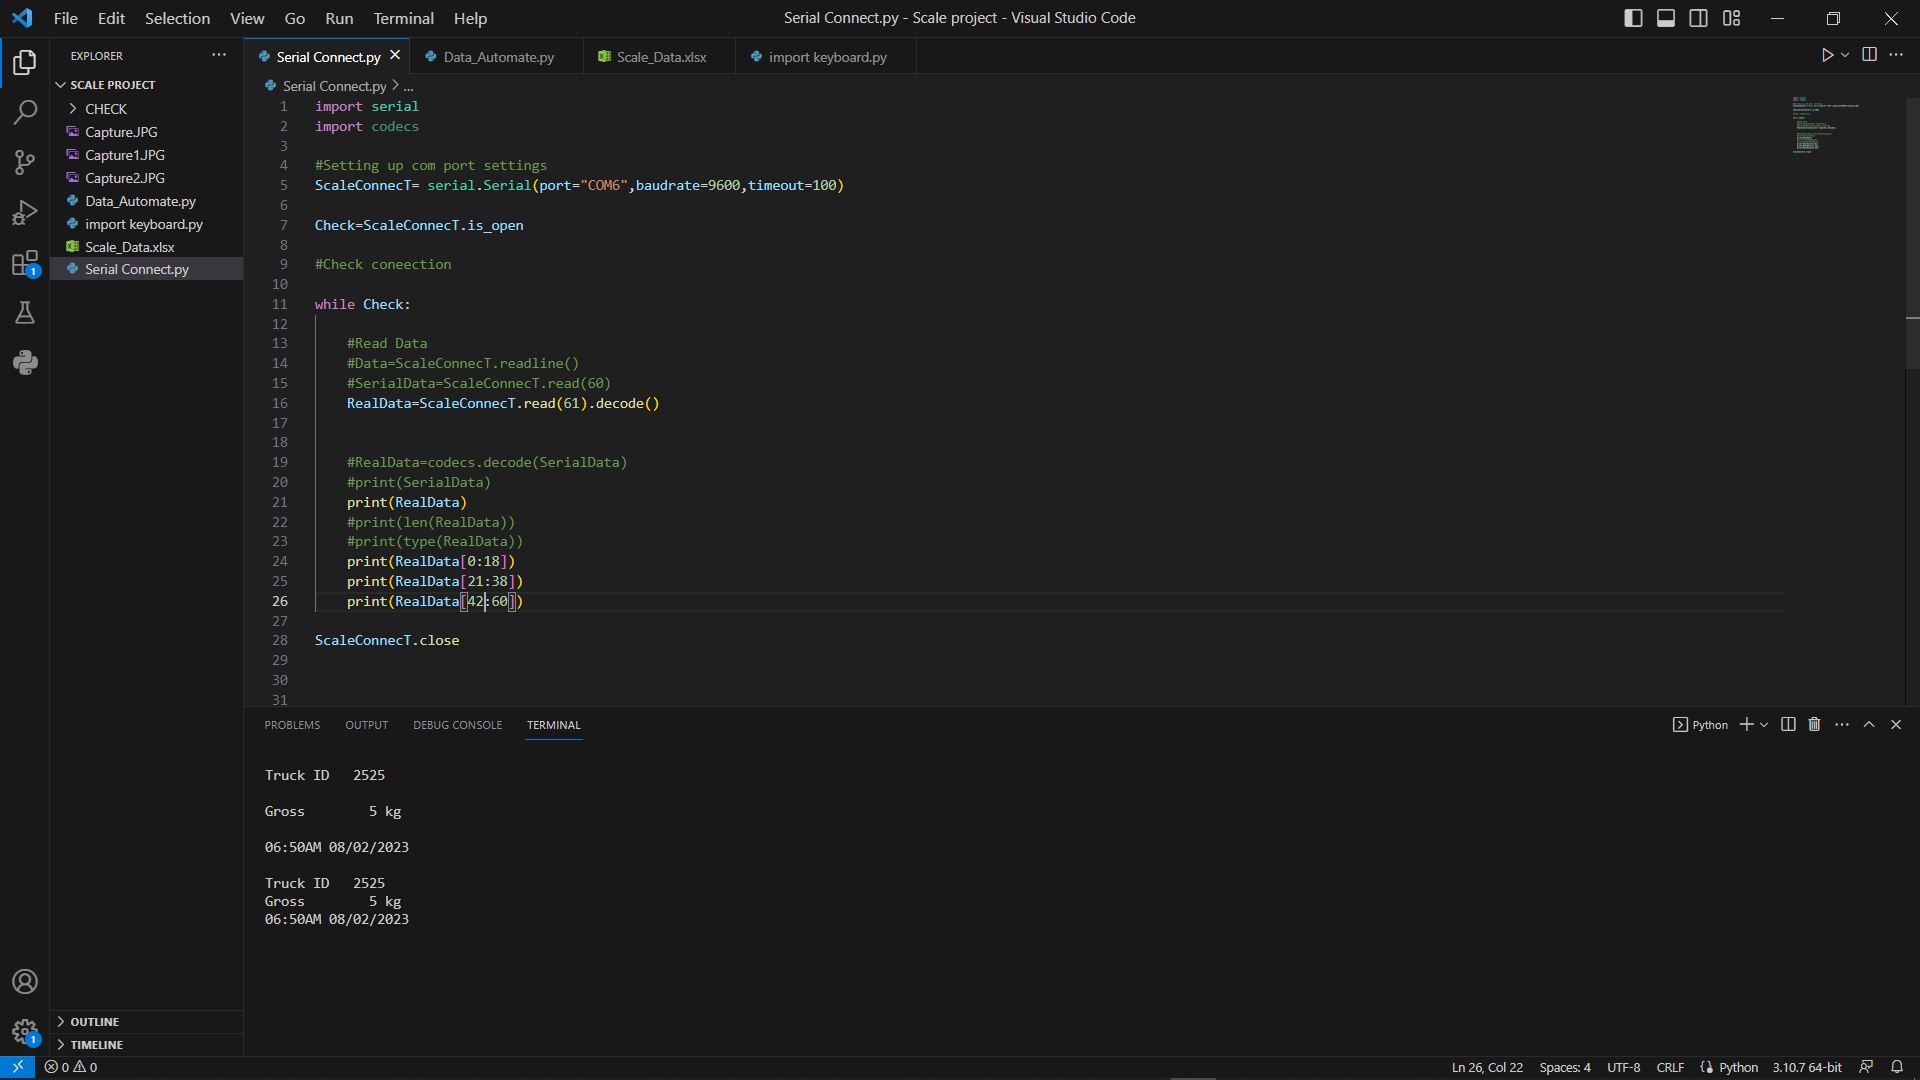 File Edit Selection View Go Run Terminal Help
Serial Connect.py - Scale project - Visual Studio Code
EXPLORER
SCALE PROJECT
CHECK
Capture.JPG
Capture1.JPG
Capture2.JPG
Data_Automate.py
import keyboard.py
Scale_Data.xlsx
Serial Connect.py
OUTLINE
TIMELINE
1
1
Serial Connect.py Data_Automate.py Scale_Data.xlsx import keyboard.py
Serial Connect.py > ...
1 import serial
2 import codecs
3
4 #Setting up com port settings
5 ScaleConnecT= serial.Serial(port="COM6",baudrate=9600,timeout=100)
6
7 Check=ScaleConnecT.is_open
8
9 #Check coneection
10
11 while Check:
12
13 #Read Data
14 #Data=ScaleConnecT.readline()
15 #SerialData=ScaleConnecT.read(60)
16 RealData=ScaleConnecT.read(61).decode()
17
18
19 #RealData=codecs.decode(SerialData)
20 #print(SerialData)
21 print(RealData)
22 #print(len(RealData))
23 #print(type(RealData))
24 print(RealData[0:18])
25 print(RealData[21:38])
26 print(RealData[42:60])
27
28 ScaleConnecT.close
29
30
31
PROBLEMS OUTPUT DEBUG CONSOLE TERMINAL
Python
Truck ID 2525
Gross 5 kg
06:50AM 08/02/2023
Truck ID 2525
Gross 5 kg
06:50AM 08/02/2023
0 0
Ln 26, Col 22 Spaces: 4 UTF-8 CRLF Python 3.10.7 64-bit